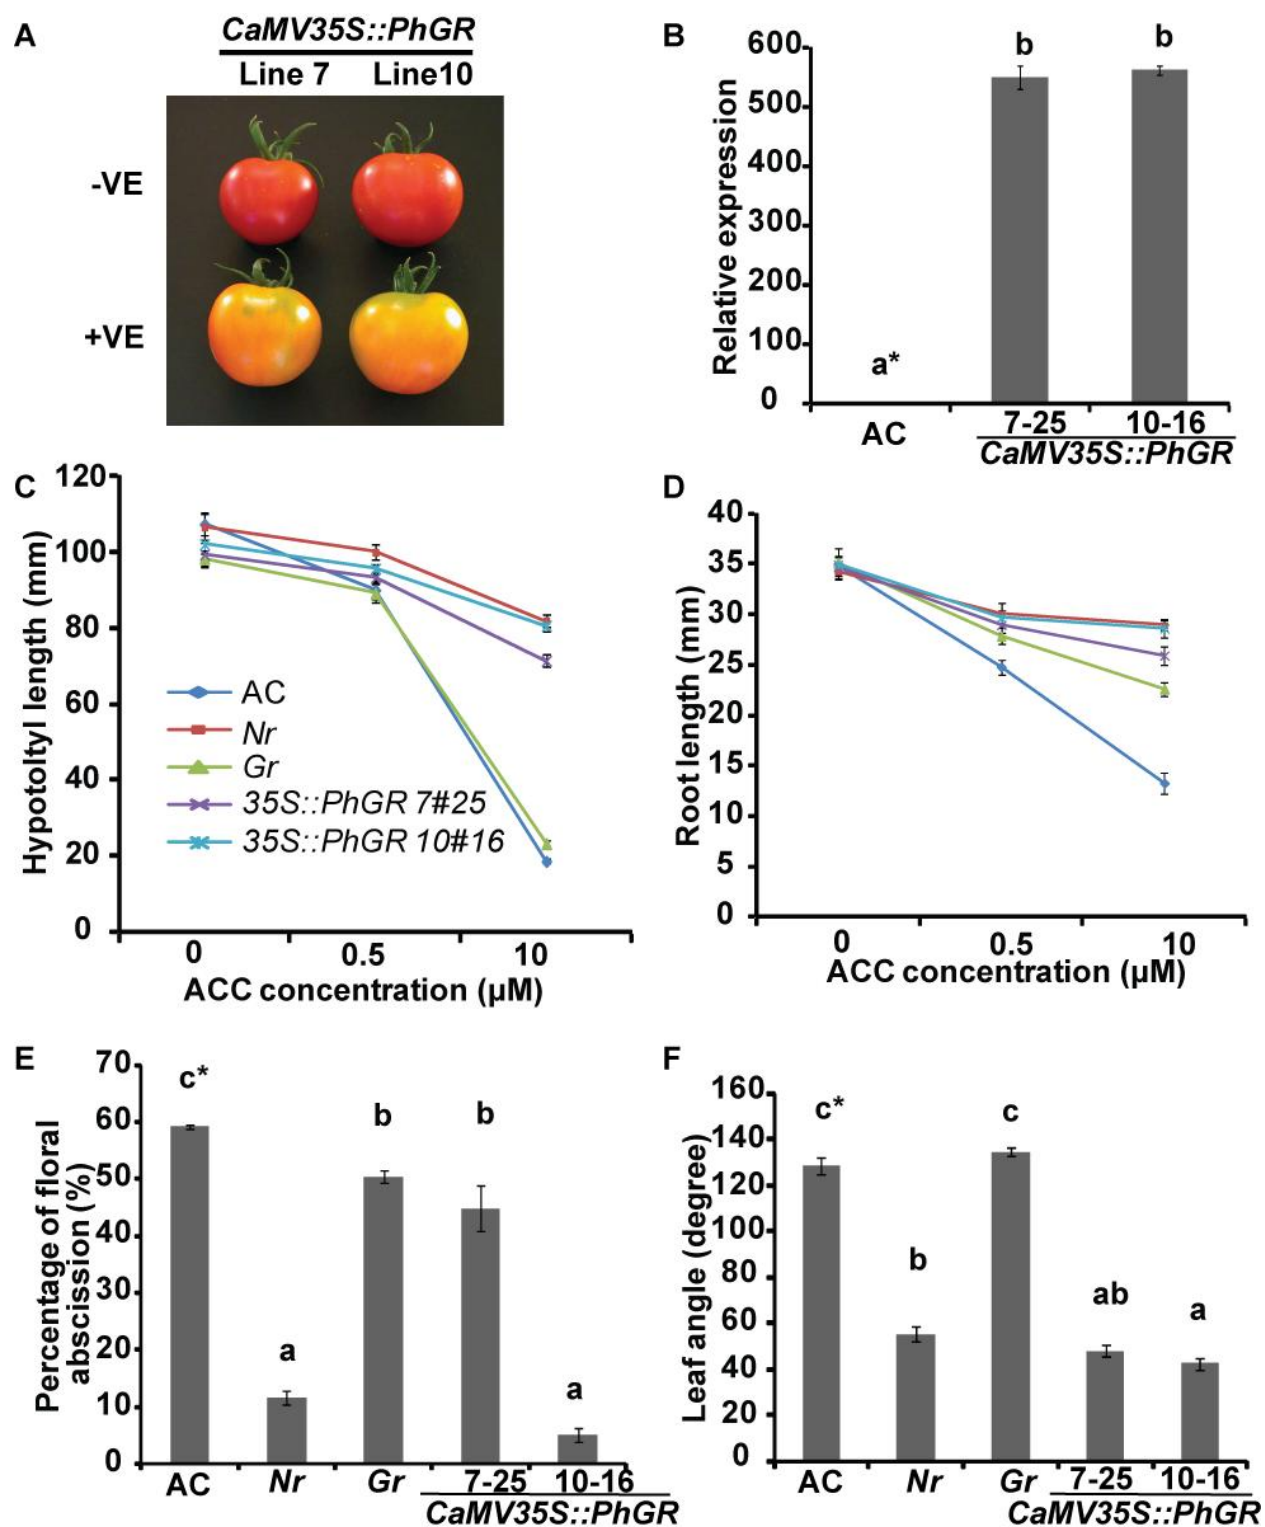 A
CaMV35S::PhGR
Line 7 Line10
-VE
+VE
B
Relative expression
600
500
400
300
200
100
0
a*
b
b
AC
7-25
10-16
CaMV35S::PhGR
C
Hypotoltyl length (mm)
120
100
80
60
40
20
0
AC
Nr
Gr
35S::PhGR 7#25
35S::PhGR 10#16
0 0.5 10
ACC concentration (µM)
D
Root length (mm)
40
35
30
25
20
15
10
5
0
0 0.5 10
ACC concentration (µM)
E
Percentage of floral
abscission (%)
70
60
50
40
30
20
10
0
c*
a
b
b
a
AC Nr Gr 7-25 10-16
CaMV35S::PhGR
F
Leaf angle (degree)
160
140
120
100
80
60
40
20
0
c*
b
c
ab
a
AC Nr Gr 7-25 10-16
CaMV35S::PhGR